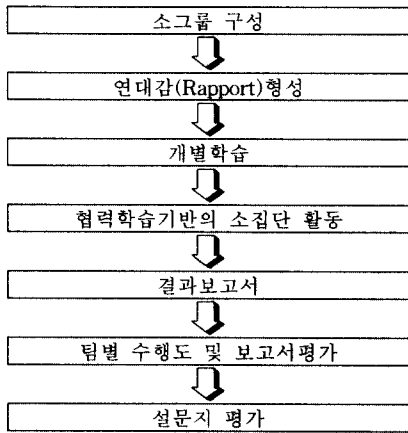 소그룹 구성
연대감(Rapport)형성
개별학습
협력학습기반의 소집단 활동
결과보고서
팀별 수행도 및 보고서평가
설문지 평가